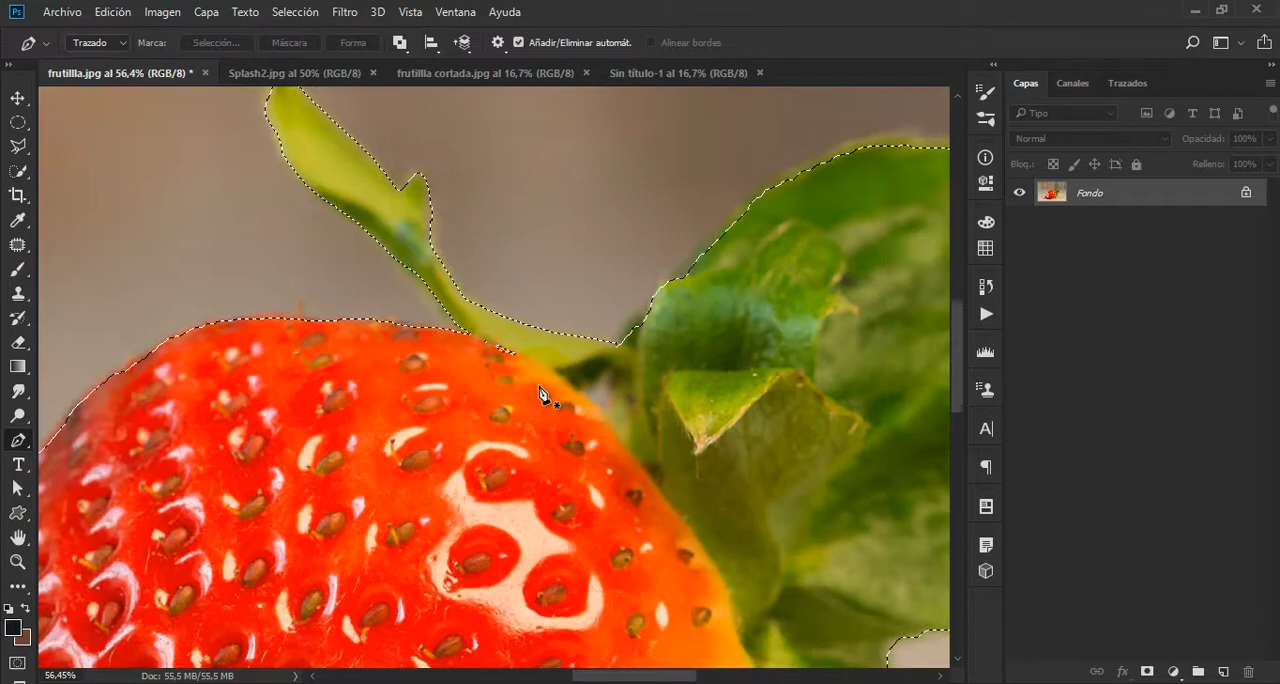 Ps Archivo Edición Imagen Capa Texto Selección Filtro 3D Vista Ventana Ayuda
Trazado Marca: Selección... Máscara Forma Añadir/Eliminar automát. Alinear bordes
frutillla.jpg al 56,4% (RGB/8) * × Splash2.jpg al 50% (RGB/8) × frutillla cortada.jpg al 16,7% (RGB/8) × Sin título-1 al 16,7% (RGB/8) ×
Capas Canales Trazados
Tipo
Normal Opacidad: 100%
Bloq.: Relleno: 100%
Fondo
56,45% Doc: 55,5 MB/55,5 MB